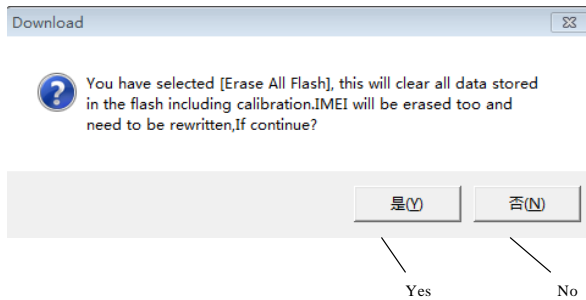 Download
You have selected [Erase All Flash], this will clear all data stored
in the flash including calibration.IMEI will be erased too and
need to be rewritten,If continue?
是(Y)
否(N)
Yes
No